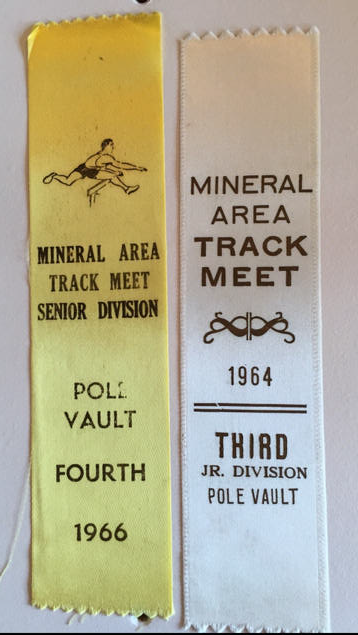 MINERAL AREA
TRACK MEET
SENIOR DIVISION
POLE
VAULT
FOURTH
1966
MINERAL
AREA
TRACK
MEET
1964
THIRD
JR. DIVISION
POLE VAULT